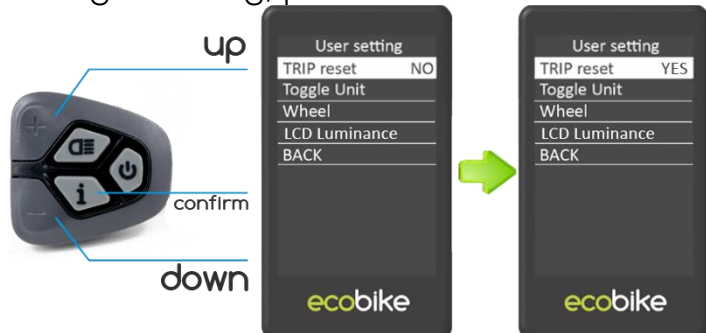 up
confirm
down
i
User setting
TRIP reset NO
Toggle Unit
Wheel
LCD Luminance
BACK
ecobike
User setting
TRIP reset YES
Toggle Unit
Wheel
LCD Luminance
BACK
ecobike